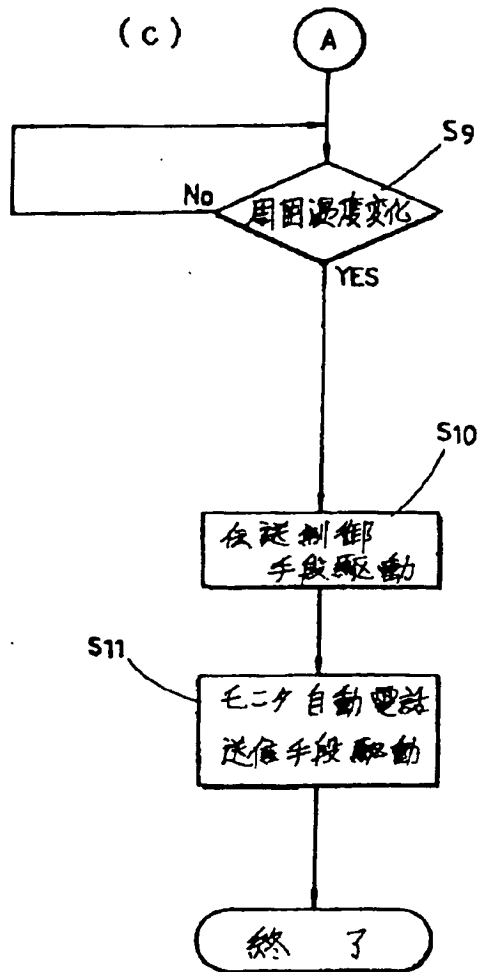 (C)
A
S9
No
周囲温度変化
YES
S10
伝送制御
手段駆動
S11
モニタ自動電話
送信手段駆動
終了